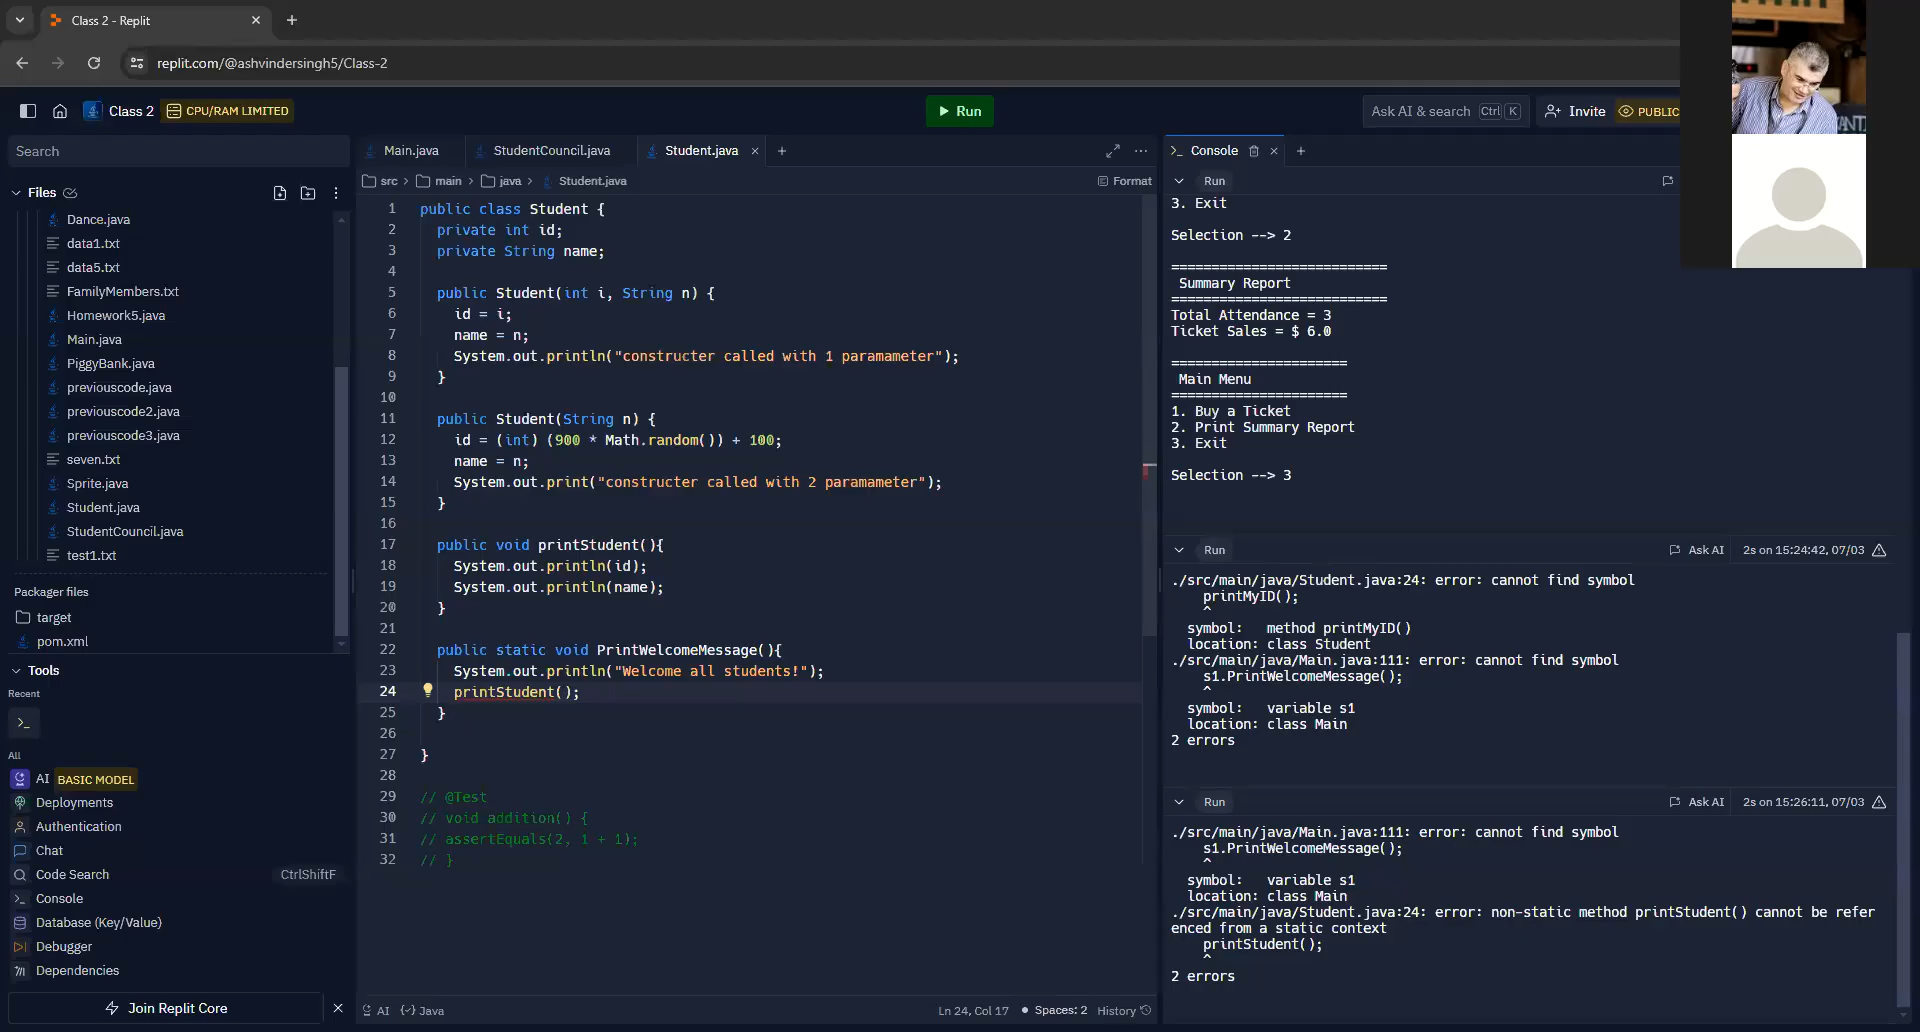 Class 2 - Replit
replit.com/@ashvindersingh5/Class-2
Class 2
CPU/RAM LIMITED
Run
Ask AI & search Ctrl K
Invite
PUBLIC
Search
Files
Dance.java
data1.txt
data5.txt
FamilyMembers.txt
Homework5.java
Main.java
PiggyBank.java
previouscode.java
previouscode2.java
previouscode3.java
seven.txt
Sprite.java
Student.java
StudentCouncil.java
test1.txt
Packager files
target
pom.xml
Tools
Recent
All
AI BASIC MODEL
Deployments
Authentication
Chat
Code Search CtrlShiftF
Console
Database (Key/Value)
Debugger
Dependencies
Join Replit Core
Main.java StudentCouncil.java Student.java
src > main > java > Student.java Format
1 public class Student {
2 private int id;
3 private String name;
4
5 public Student(int i, String n) {
6 id = i;
7 name = n;
8 System.out.println("constructer called with 1 paramameter");
9 }
10
11 public Student(String n) {
12 id = (int) (900 * Math.random()) + 100;
13 name = n;
14 System.out.print("constructer called with 2 paramameter");
15 }
16
17 public void printStudent(){
18 System.out.println(id);
19 System.out.println(name);
20 }
21
22 public static void PrintWelcomeMessage(){
23 System.out.println("Welcome all students!");
24 printStudent();
25 }
26
27 }
28
29 // @Test
30 // void addition() {
31 // assertEquals(2, 1 + 1);
32 // }
AI Java Ln 24, Col 17 Spaces: 2 History
Console
Run
3. Exit
Selection --> 2
===========================
Summary Report
===========================
Total Attendance = 3
Ticket Sales = $ 6.0
======================
Main Menu
======================
1. Buy a Ticket
2. Print Summary Report
3. Exit
Selection --> 3
Run Ask AI 2s on 15:24:42, 07/03
./src/main/java/Student.java:24: error: cannot find symbol
printMyID();
^
symbol: method printMyID()
location: class Student
./src/main/java/Main.java:111: error: cannot find symbol
s1.PrintWelcomeMessage();
^
symbol: variable s1
location: class Main
2 errors
Run Ask AI 2s on 15:26:11, 07/03
./src/main/java/Main.java:111: error: cannot find symbol
s1.PrintWelcomeMessage();
^
symbol: variable s1
location: class Main
./src/main/java/Student.java:24: error: non-static method printStudent() cannot be refer
enced from a static context
printStudent();
^
2 errors